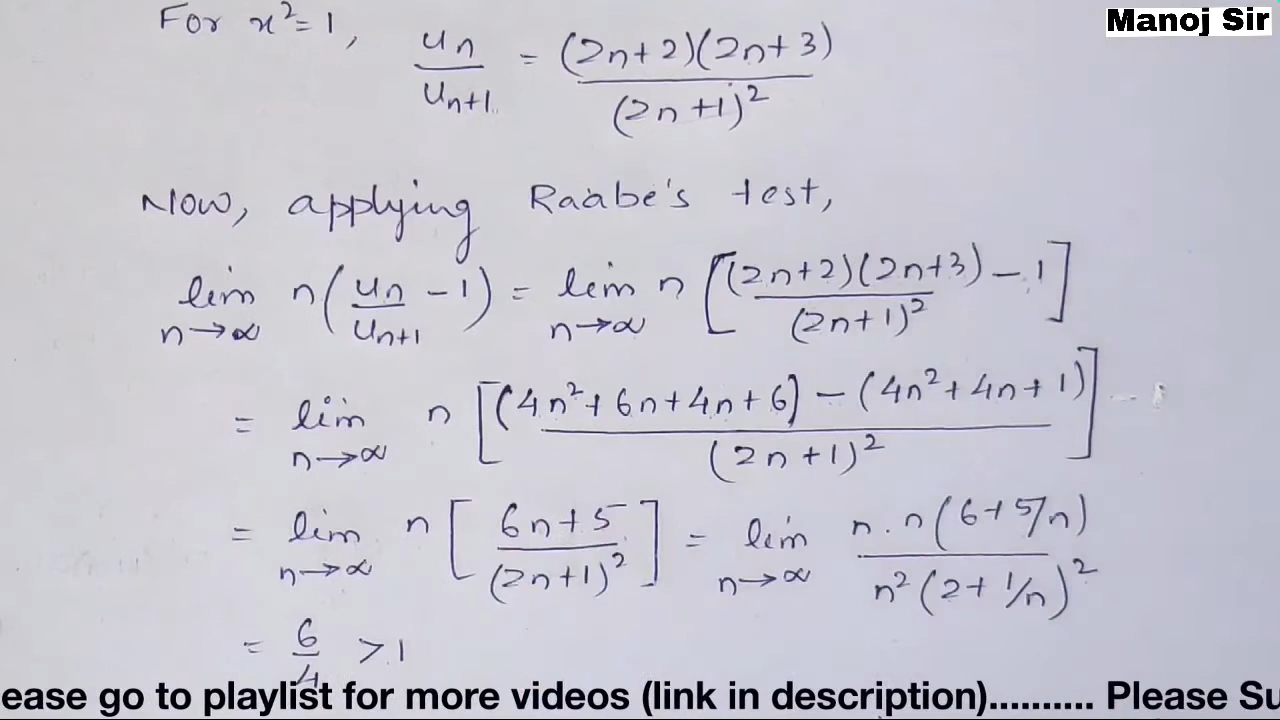 Manoj Sir
For x² = 1, uₙ/uₙ₊₁ = (2n+2)(2n+3)/(2n+1)²
Now, applying Raabe's test,
lim n→∞ n(uₙ/uₙ₊₁ - 1) = lim n→∞ n[(2n+2)(2n+3)/(2n+1)² - 1]
= lim n→∞ n[(4n²+6n+4n+6) - (4n²+4n+1)/(2n+1)²]
= lim n→∞ n[6n+5/(2n+1)²] = lim n→∞ n.n(6+5/n)/n²(2+1/n)²
= 6/4 >1
ease go to playlist for more videos (link in description).......... Please Su